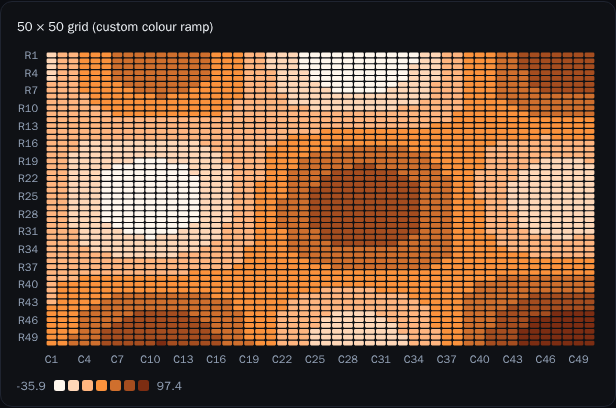 50 × 50 grid (custom colour ramp)
R1
R4
R7
R10
R13
R16
R19
R22
R25
R28
R31
R34
R37
R40
R43
R46
R49
C1 C4 C7 C10 C13 C16 C19 C22 C25 C28 C31 C34 C37 C40 C43 C46 C49
-35.9 97.4